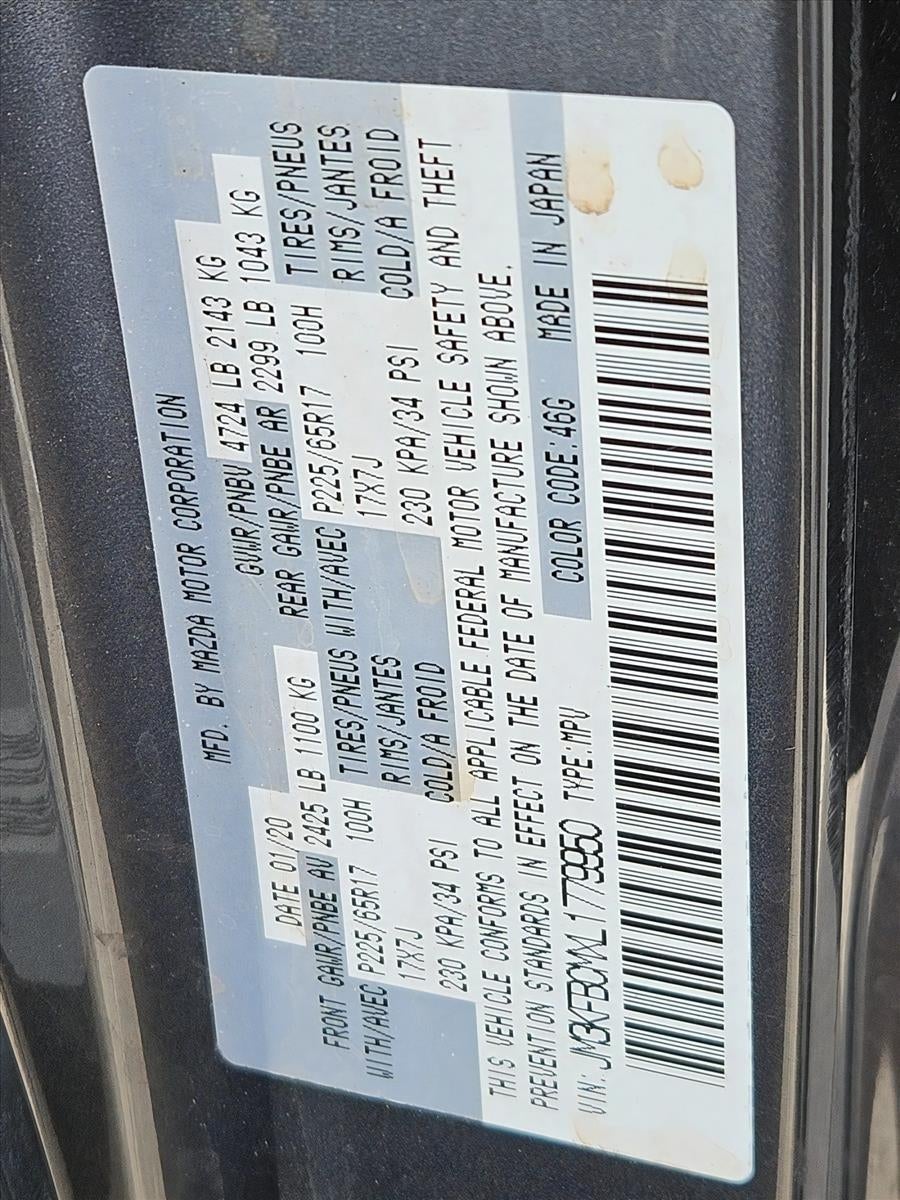 MFD. BY MAZDA MOTOR CORPORATION
DATE 01/20 GVWR/PNBV 4724 LB 2143 KG
FRONT GAWR/PNBE AV 2425 LB 1100 KG REAR GAWR/PNBE AR 2299 LB 1043 KG
WITH/AVEC P225/65R17 100H TIRES/PNEUS WITH/AVEC P225/65R17 100H TIRES/PNEUS
17X7J RIMS/JANTES 17X7J RIMS/JANTES
230 KPA/34 PSI COLD/A FROID 230 KPA/34 PSI COLD/A FROID
THIS VEHICLE CONFORMS TO ALL APPLICABLE FEDERAL MOTOR VEHICLE SAFETY AND THEFT
PREVENTION STANDARDS IN EFFECT ON THE DATE OF MANUFACTURE SHOWN ABOVE.
VIN: JM3KFBCMXL1779950 TYPE:MPV COLOR CODE:46G MADE IN JAPAN